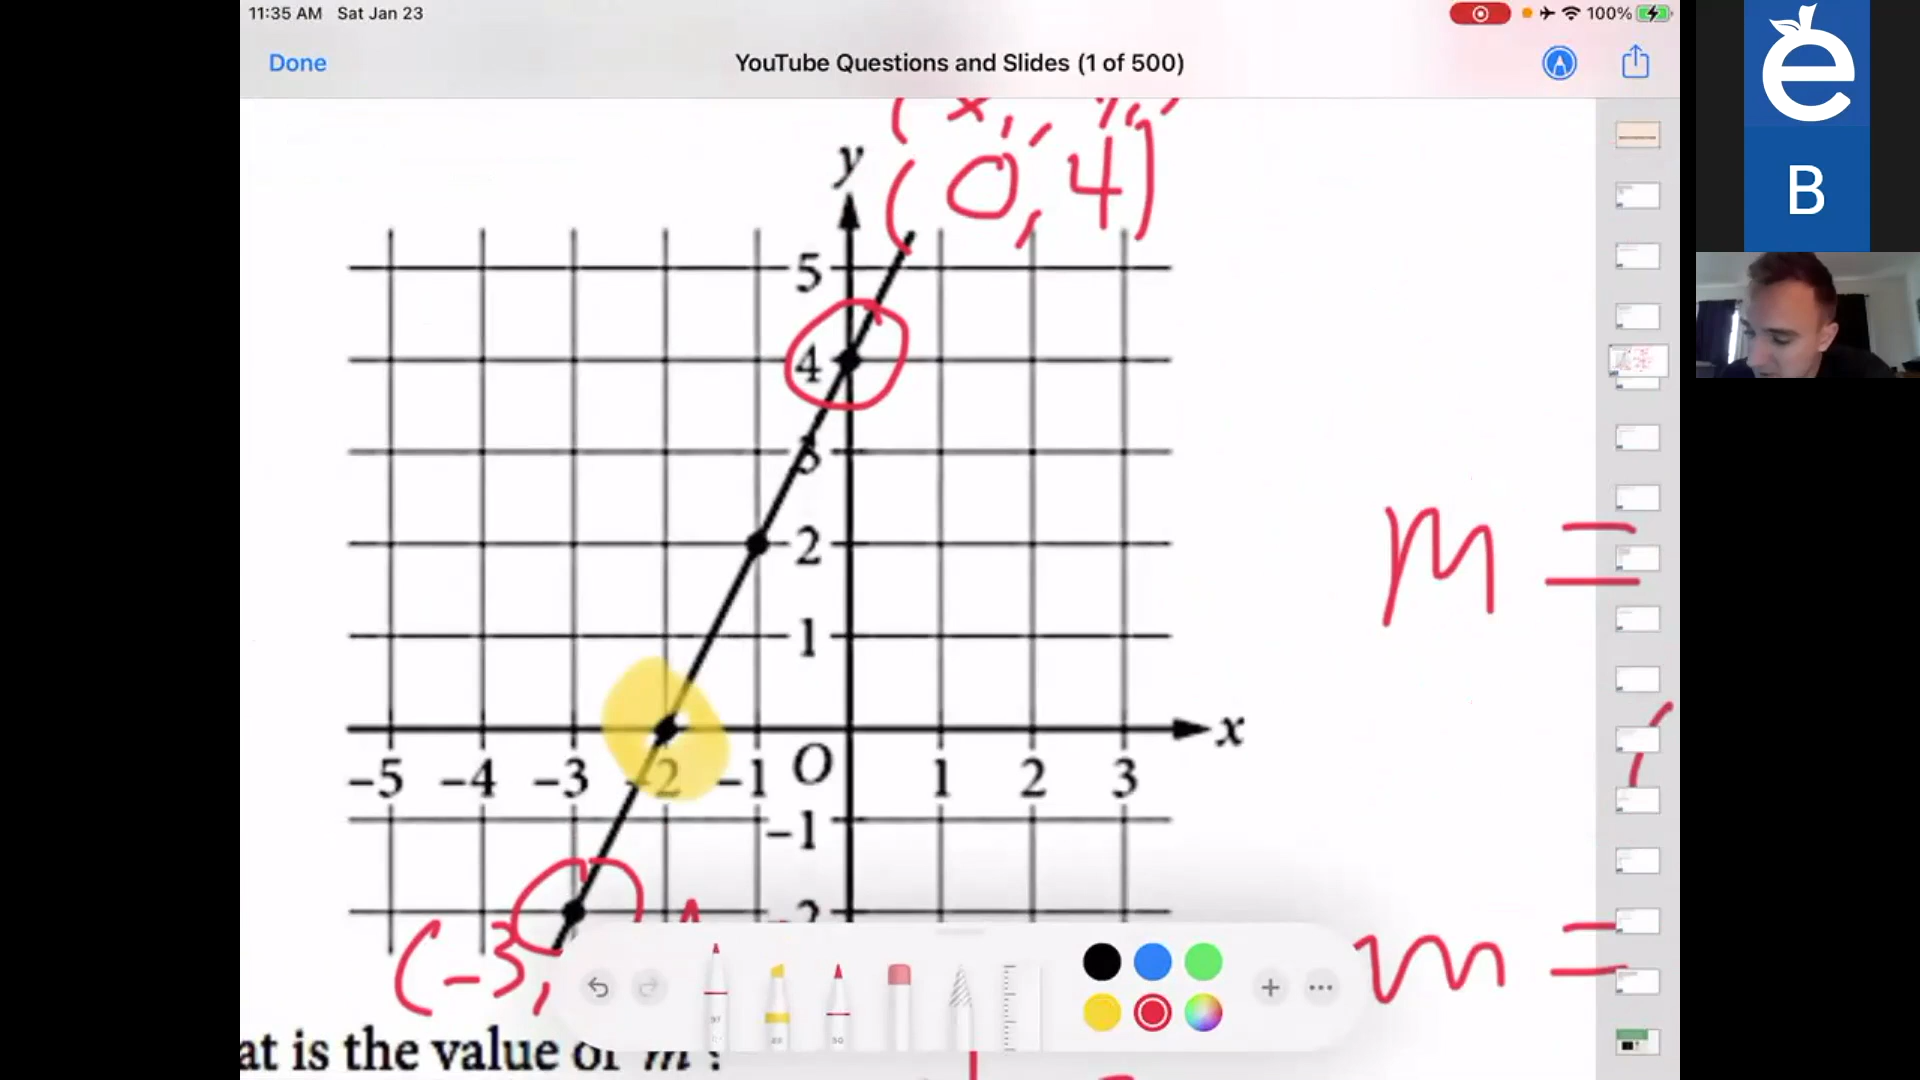 11:35 AM Sat Jan 23
100%
Done
YouTube Questions and Slides (1 of 500)
e
B
y
(0, 4)
5
4
3
2
1
x
O
-5 -4 -3 -2 -1 1 2 3
-1
-2
m =
m =
(-3,
at is the value of m ?